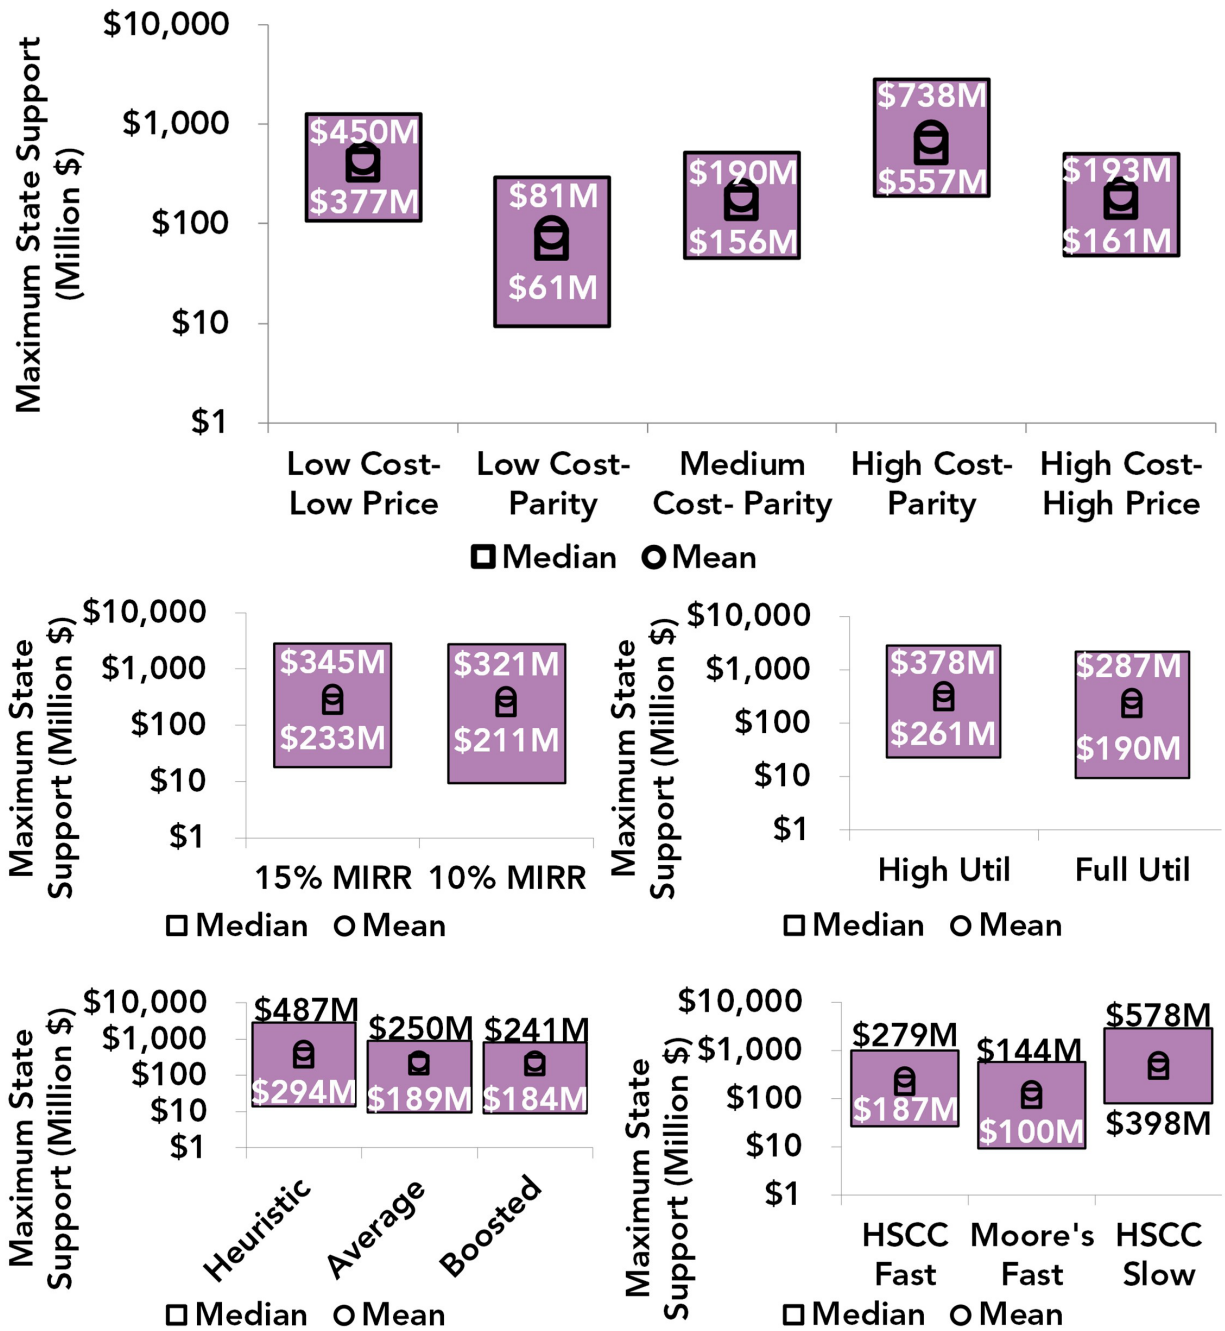 Maximum State Support
(Million $)
$10,000
$1,000
$100
$10
$1
$450M
$377M
$81M
$61M
$190M
$156M
$738M
$557M
$193M
$161M
Low Cost-
Low Price
Low Cost-
Parity
Medium
Cost- Parity
High Cost-
Parity
High Cost-
High Price
Median Mean
Maximum State
Support (Million $)
$10,000
$1,000
$100
$10
$1
$345M
$233M
$321M
$211M
15% MIRR 10% MIRR
Median Mean
Maximum State
Support (Million $)
$10,000
$1,000
$100
$10
$1
$378M
$261M
$287M
$190M
High Util Full Util
Median Mean
Maximum State
Support (Million $)
$10,000
$1,000
$100
$10
$1
$487M
$294M
$250M
$189M
$241M
$184M
Heuristic
Average
Boosted
Median Mean
Maximum State
Support (Million $)
$10,000
$1,000
$100
$10
$1
$279M
$187M
$144M
$100M
$578M
$398M
HSCC
Fast
Moore's
Fast
HSCC
Slow
Median Mean